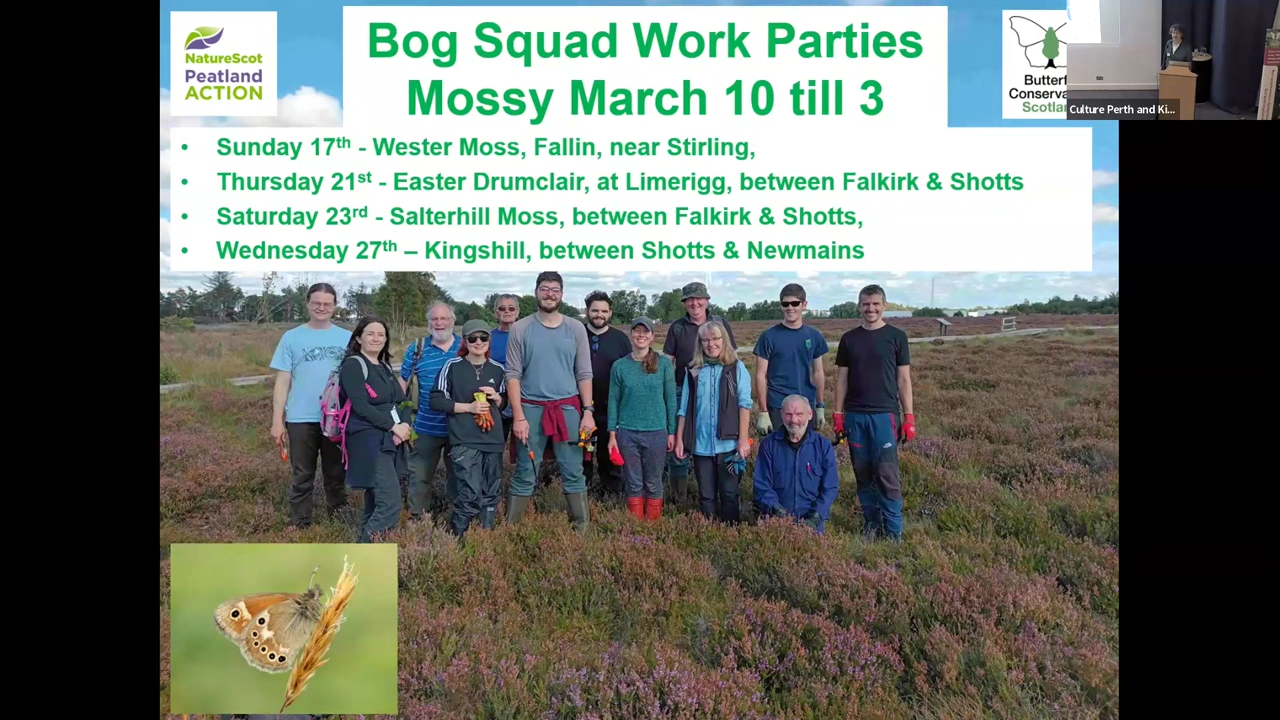 Bog Squad Work Parties
Mossy March 10 till 3
NatureScot
Peatland
ACTION
Butterf
Conserva
Scotlan
Culture Perth and Ki...
• Sunday 17th - Wester Moss, Fallin, near Stirling,
• Thursday 21st - Easter Drumclair, at Limerigg, between Falkirk & Shotts
• Saturday 23rd - Salterhill Moss, between Falkirk & Shotts,
• Wednesday 27th – Kingshill, between Shotts & Newmains